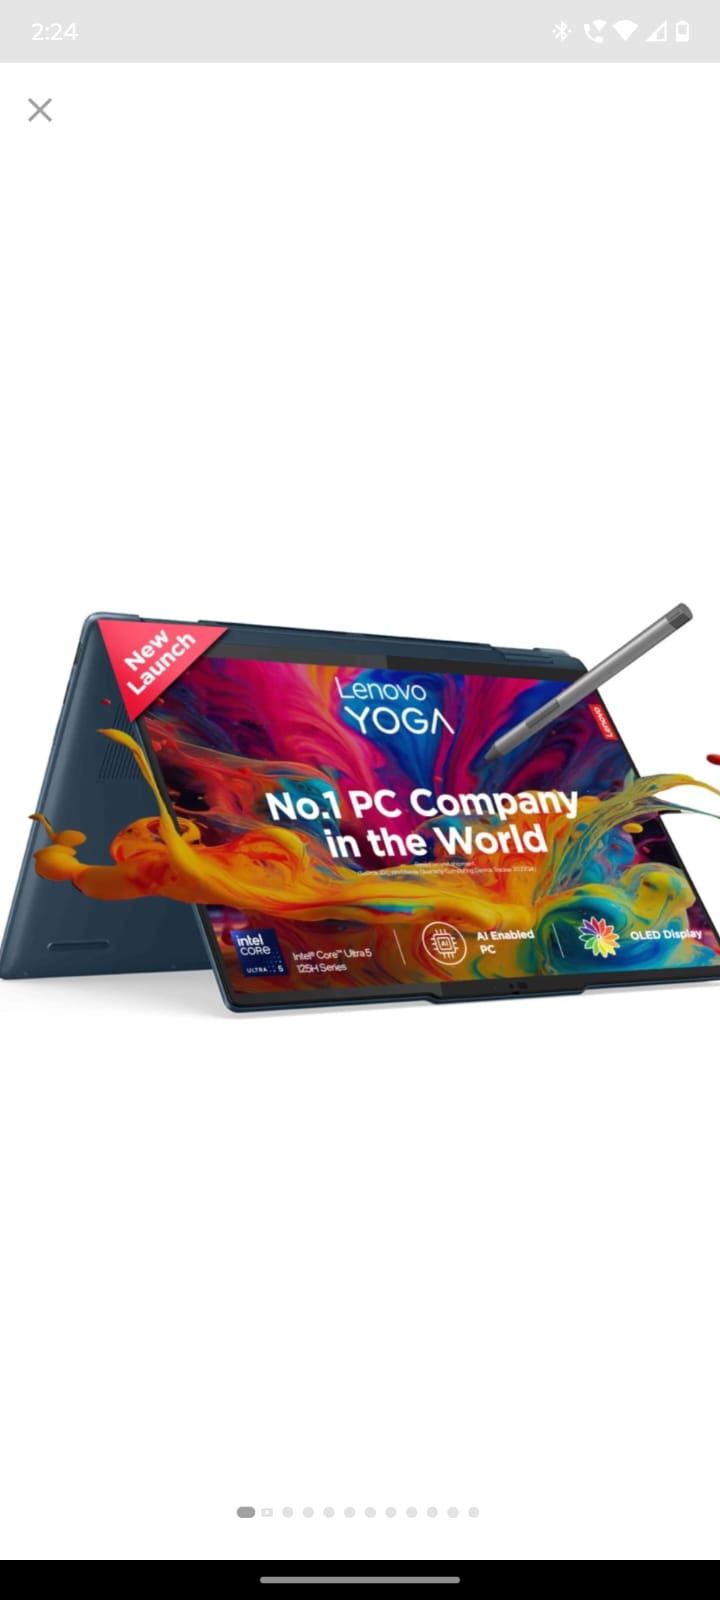 2:24
New
Launch
Lenovo
YOGA
Lenovo
No.1 PC Company
in the World
intel
CORE
ULTRA 5
Intel® Core™ Ultra 5
125H Series
AI
AI Enabled
PC
OLED Display